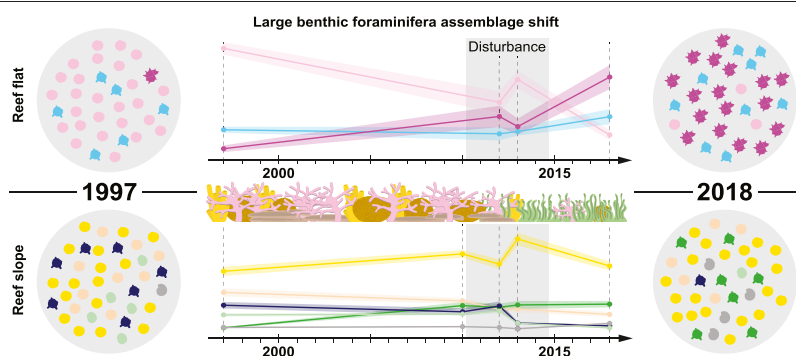 Large benthic foraminifera assemblage shift
Disturbance
Reef flat
2000
2015
1997
2018
Reef slope
2000
2015